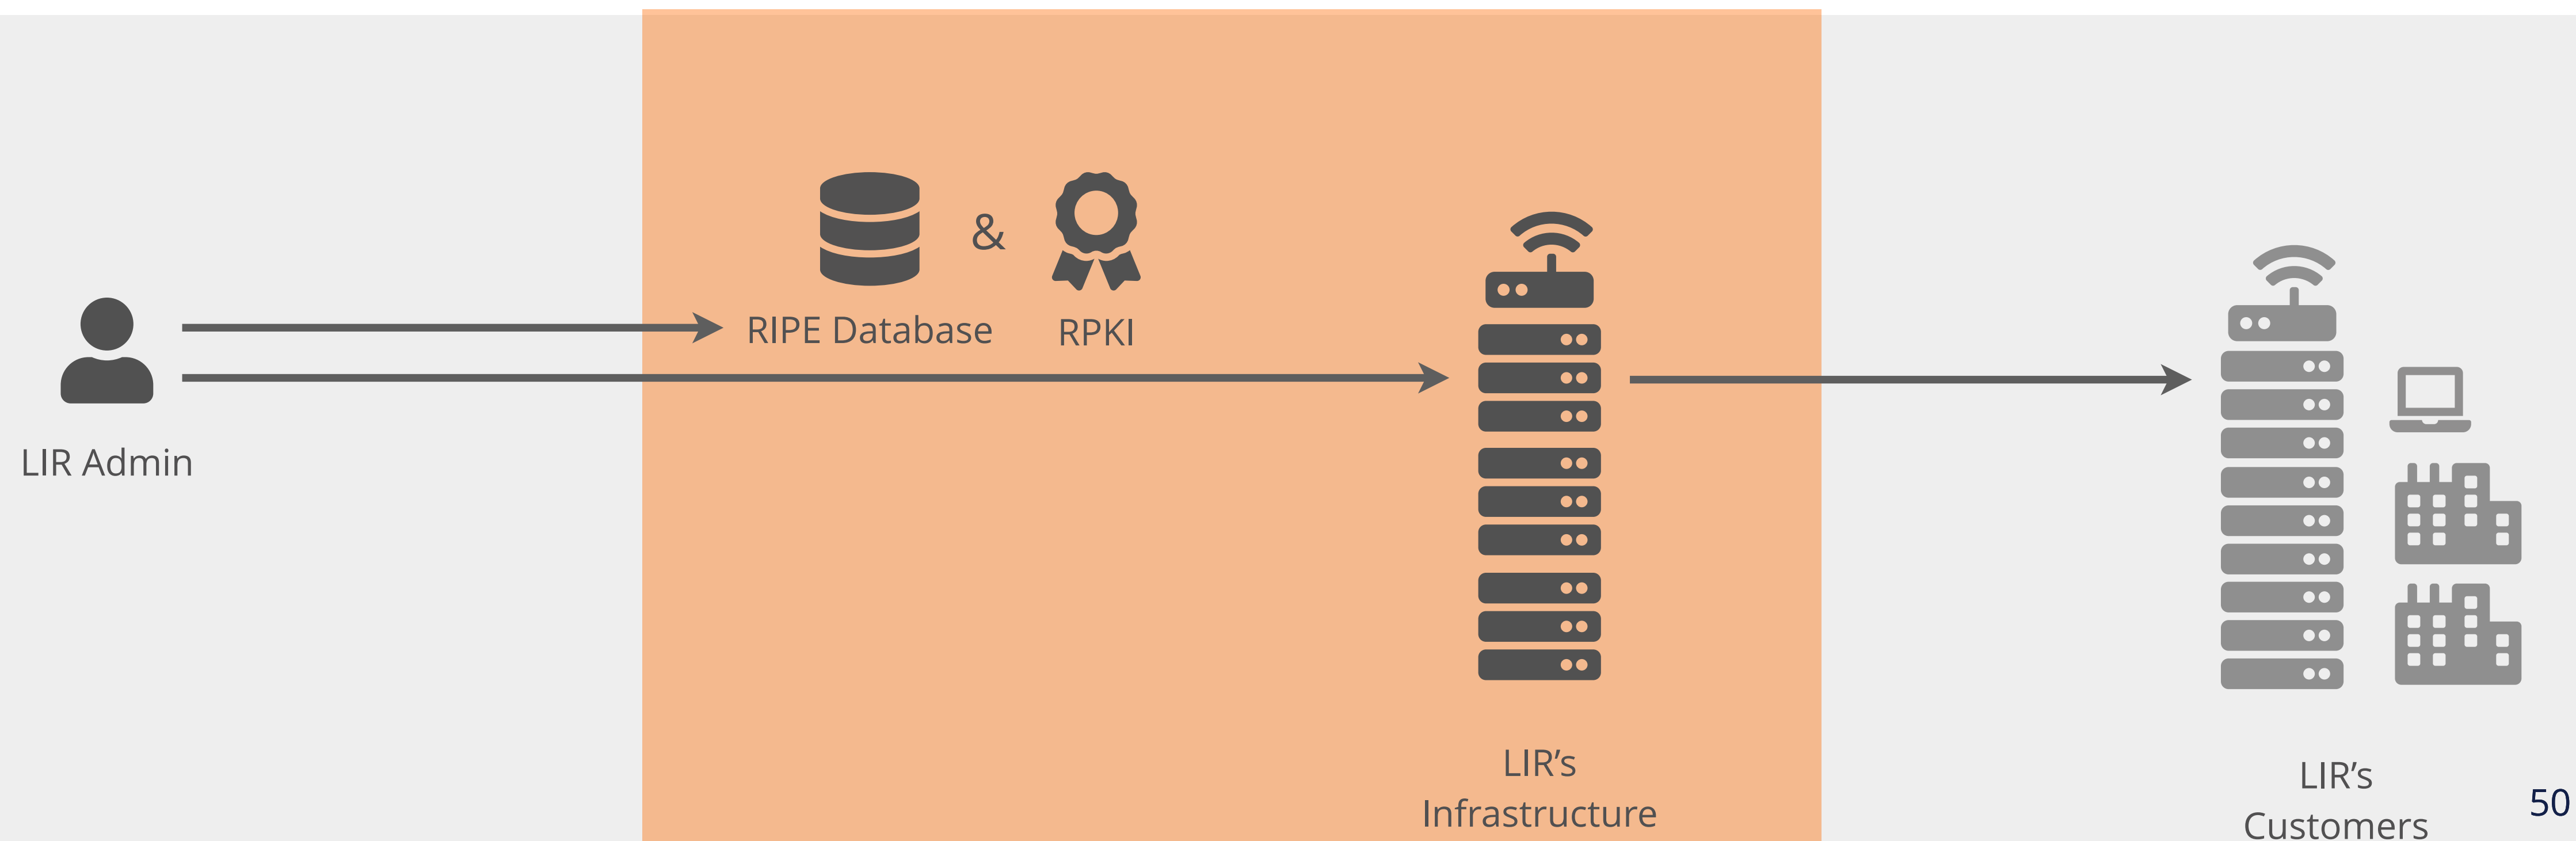 &
RIPE Database
RPKI
LIR Admin
LIR’s
Infrastructure
LIR’s
Customers
50